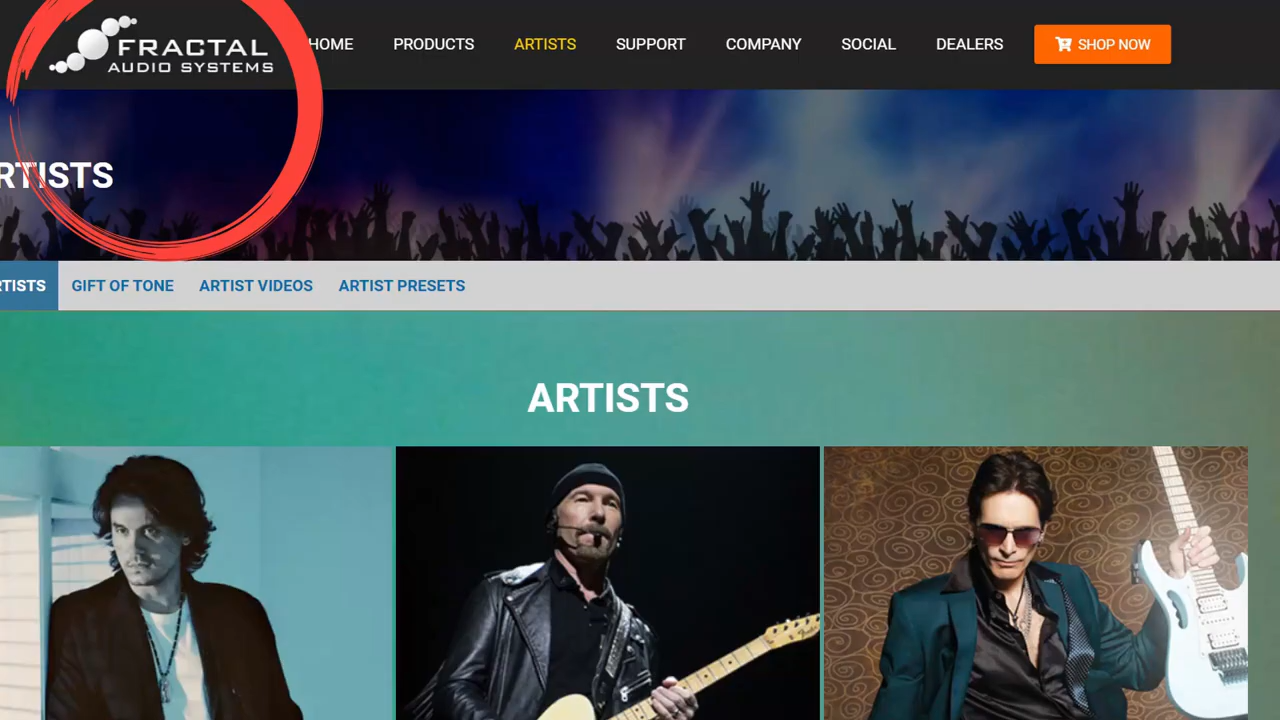 FRACTAL
AUDIO SYSTEMS
HOME PRODUCTS ARTISTS SUPPORT COMPANY SOCIAL DEALERS SHOP NOW
RTISTS
RTISTS GIFT OF TONE ARTIST VIDEOS ARTIST PRESETS
ARTISTS